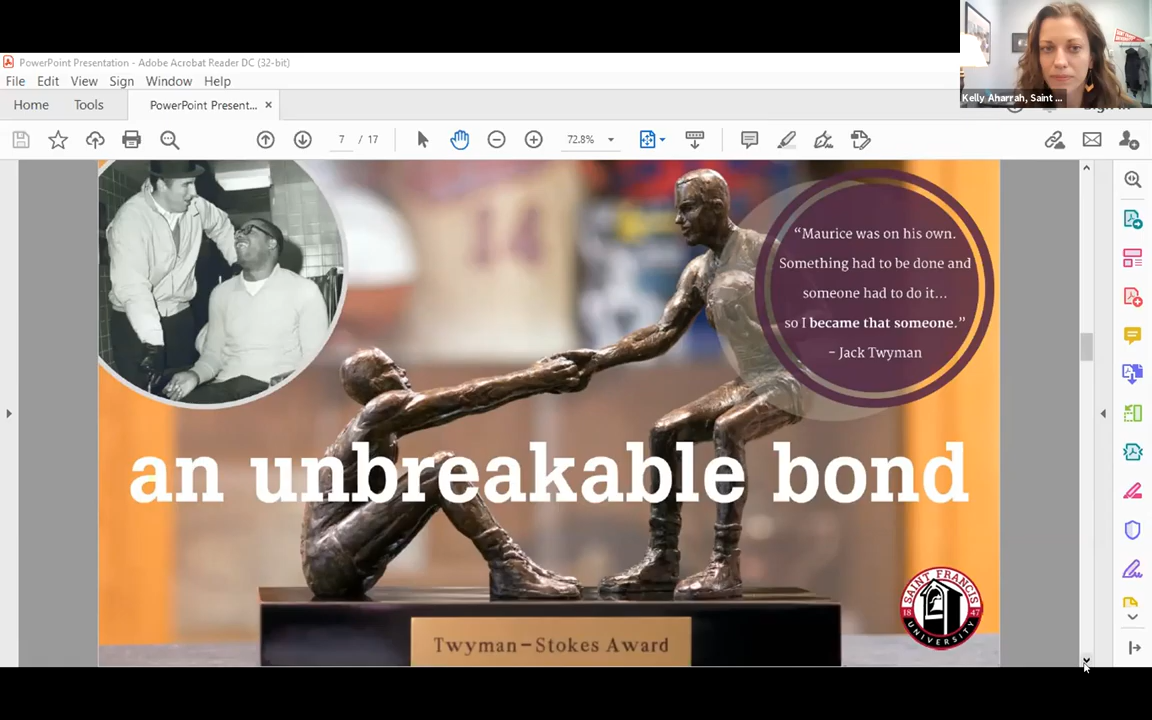 PowerPoint Presentation - Adobe Acrobat Reader DC (32-bit)
File Edit View Sign Window Help
Home Tools PowerPoint Present... ×
7 / 17 72.8%
Kelly Aharrah, Saint ...
14
“Maurice was on his own.
Something had to be done and
someone had to do it...
so I became that someone.”
- Jack Twyman
an unbreakable bond
SAINT FRANCIS
18 47
UNIVERSITY
Twyman-Stokes Award